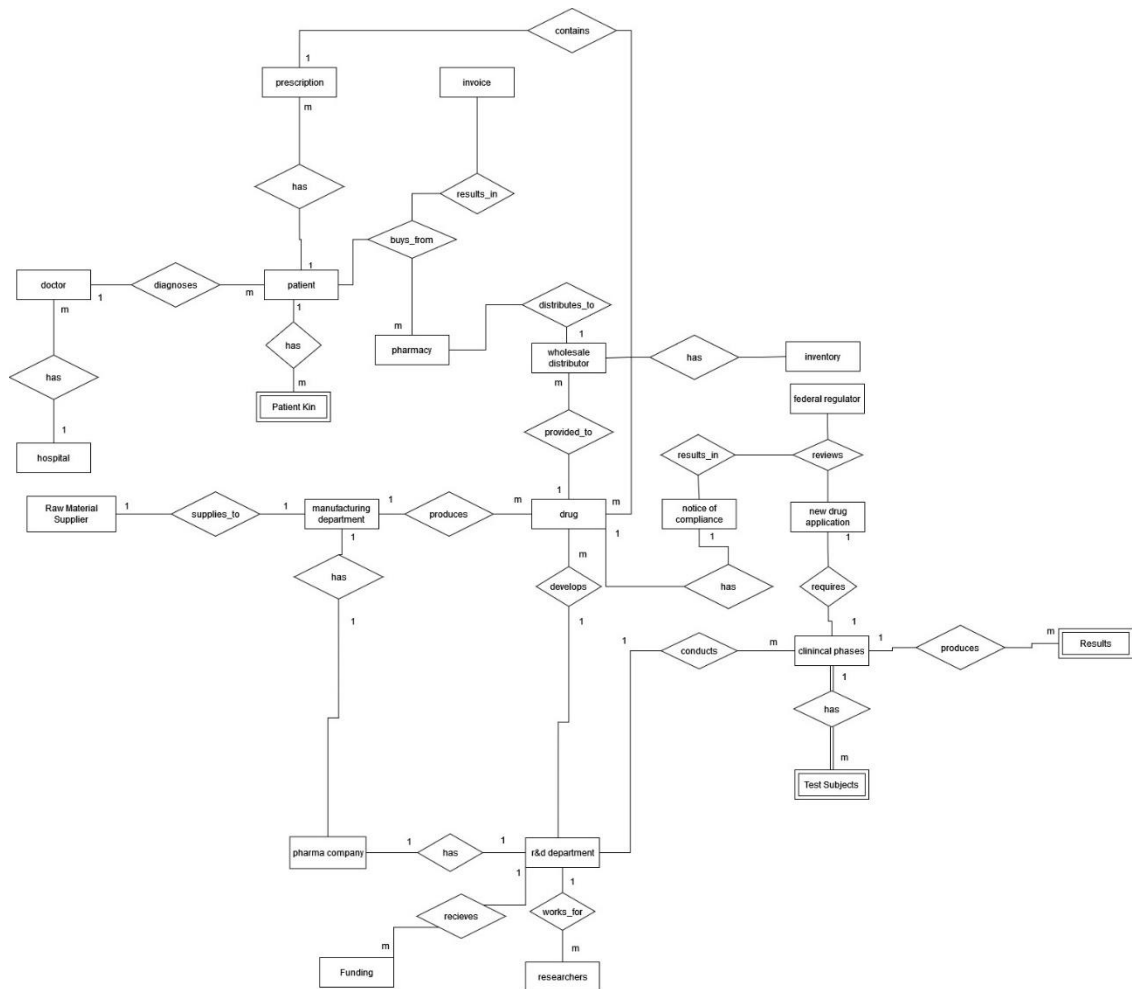 contains
1
prescription
invoice
m
m
has
results_in
buys_from
1
doctor
diagnoses
patient
1
m
m
1
distributes_to
has
m
1
pharmacy
wholesale
distributor
has
inventory
has
m
m
Patient Kin
federal regulator
1
provided_to
hospital
results_in
reviews
1
m
Raw Material
Supplier
1
supplies_to
1
manufacturing
department
1
produces
m
drug
notice of
compliance
new drug
application
1
1
1
1
m
has
develops
has
requires
1
1
1
1
m
1
m
conducts
clinincal phases
produces
Results
1
has
m
Test Subjects
1
1
pharma company
has
r&d department
1
1
recieves
works_for
m
m
Funding
researchers